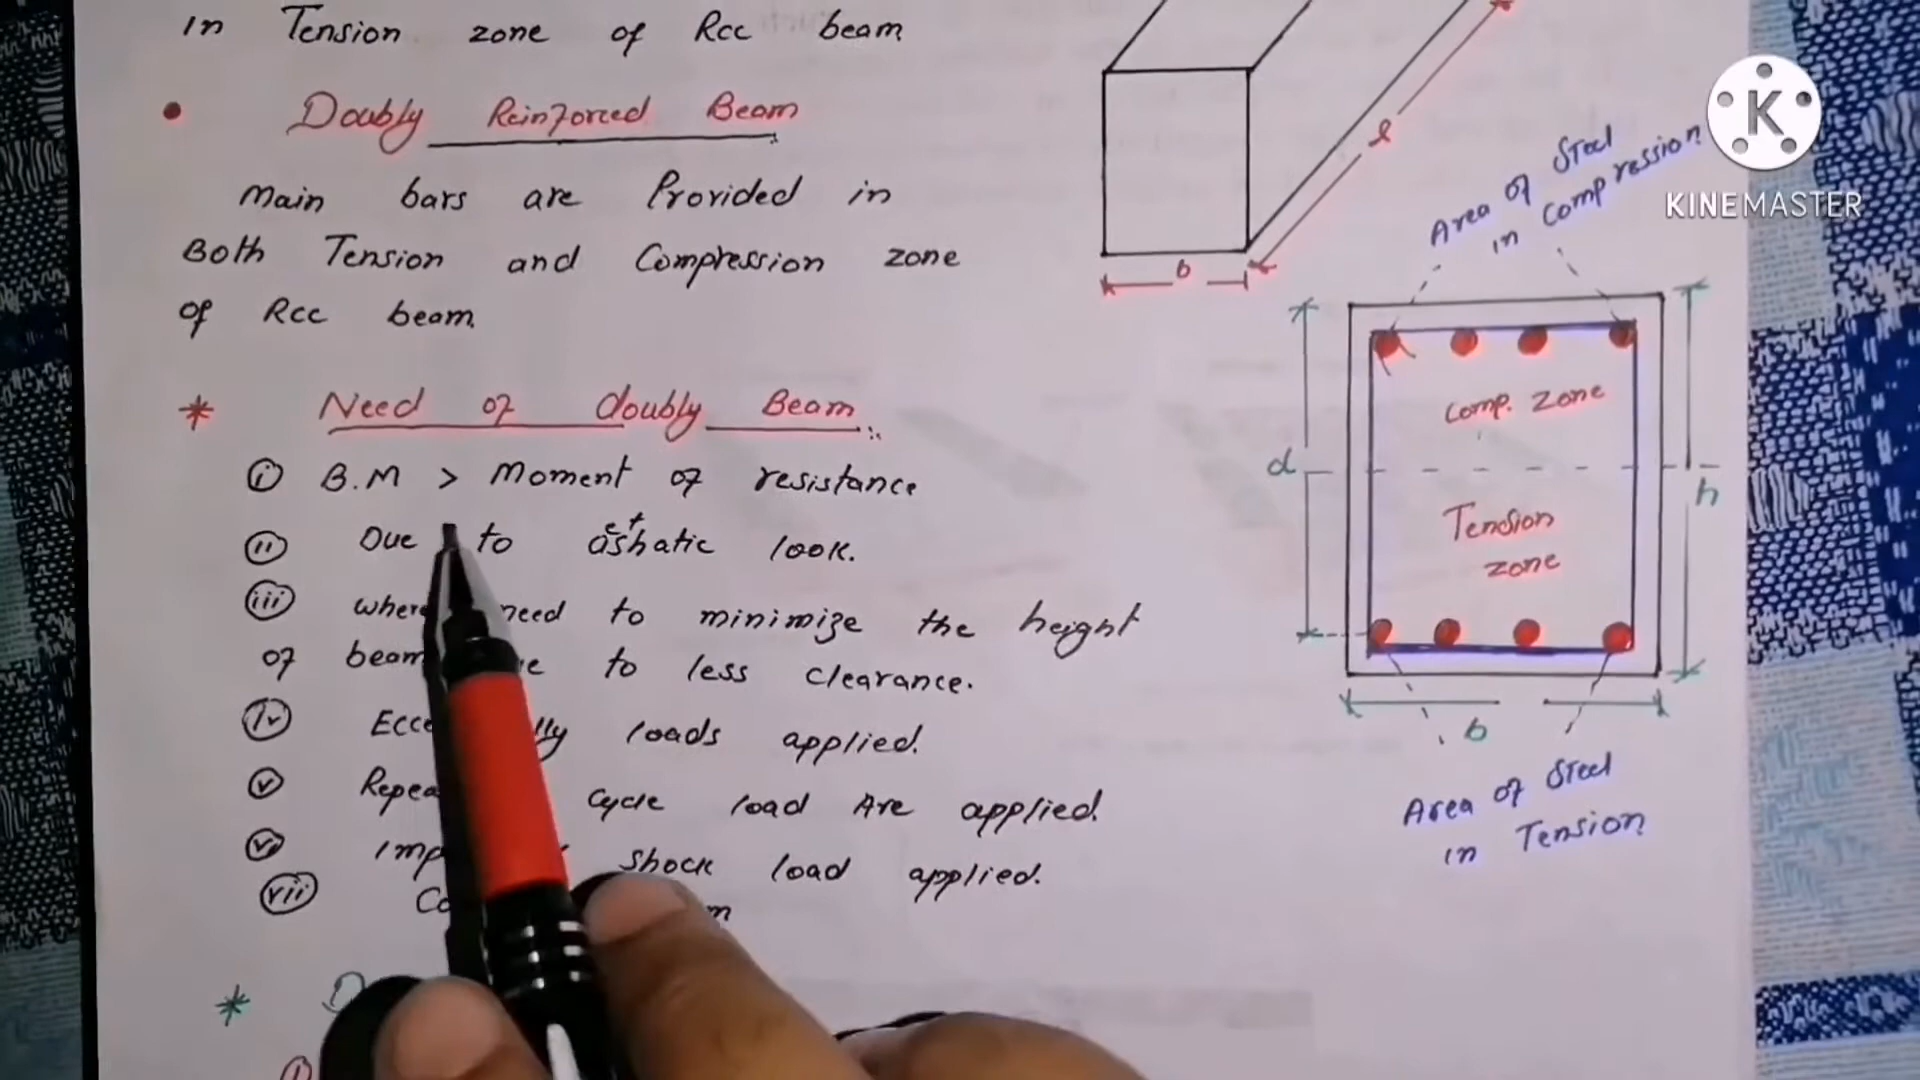 in Tension zone of Rcc beam
Doubly Reinforced Beam
Main bars are Provided in
Both Tension and Compression zone
of Rcc beam.
* Need of doubly Beam :.
(i) B.M > Moment of resistance
(ii) Due to look.
(iii) need to minimize the height
of beam to less clearance.
(iv) loads applied.
(v) Cycle load Are applied.
shock load applied.
(vii)
*
l
b
Area of Steel
in Compression
Comp. Zone
d
h
Tension
zone
b
Area of Steel
in Tension
K
KINEMASTER